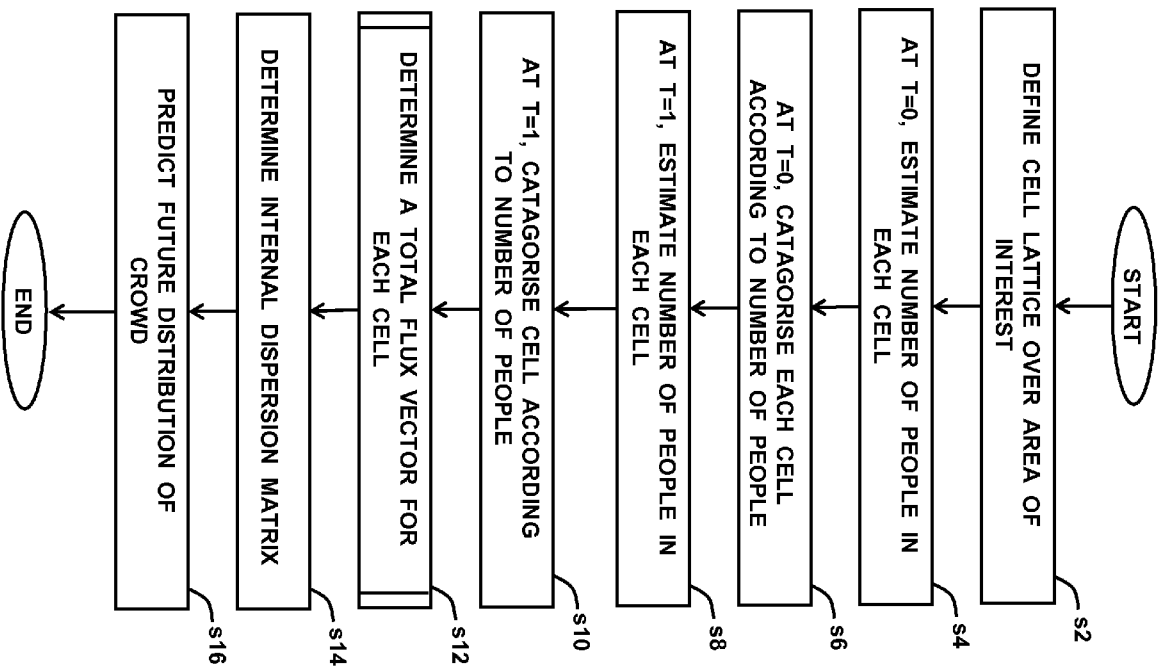 START
DEFINE CELL LATTICE OVER AREA OF
INTEREST
s2
AT T=0, ESTIMATE NUMBER OF PEOPLE IN
EACH CELL
s4
AT T=0, CATAGORISE EACH CELL
ACCORDING TO NUMBER OF PEOPLE
s6
AT T=1, ESTIMATE NUMBER OF PEOPLE IN
EACH CELL
s8
AT T=1, CATAGORISE CELL ACCORDING
TO NUMBER OF PEOPLE
s10
DETERMINE A TOTAL FLUX VECTOR FOR
EACH CELL
s12
DETERMINE INTERNAL DISPERSION MATRIX
s14
PREDICT FUTURE DISTRIBUTION OF
CROWD
s16
END